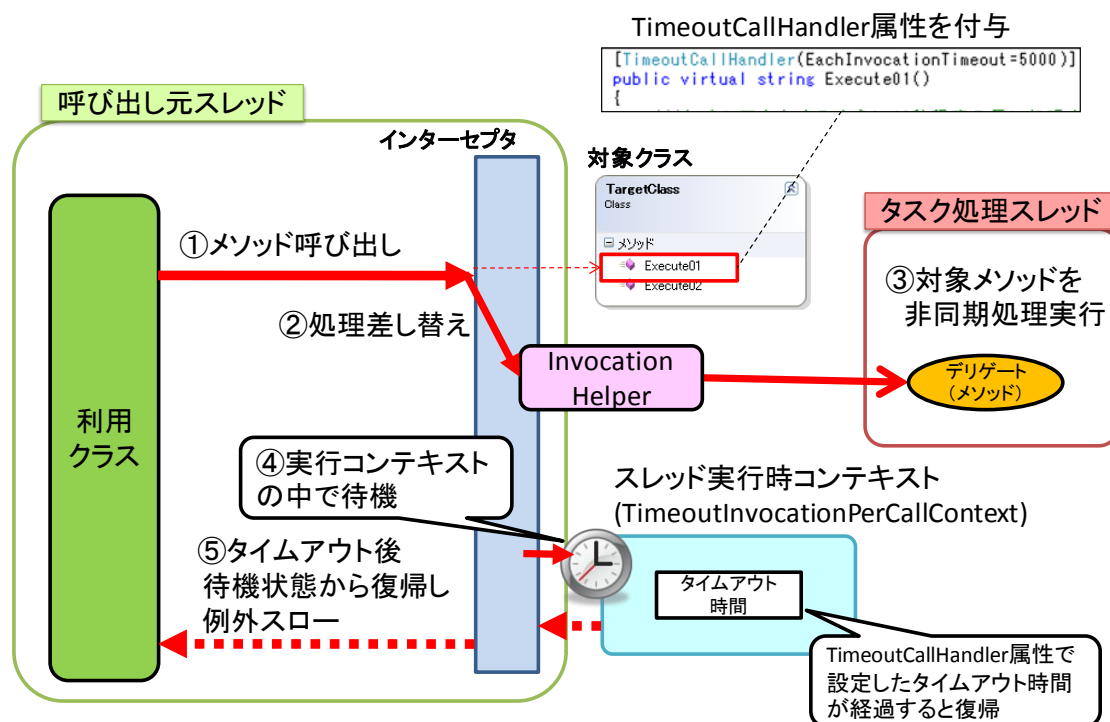 TimeoutCallHandler属性を付与
[TimeoutCallHandler(EachInvocationTimeout=5000)]
public virtual string Execute01()
{
呼び出し元スレッド
インターセプタ
対象クラス
TargetClass
Class
メソッド
Execute01
Execute02
タスク処理スレッド
①メソッド呼び出し
②処理差し替え
③対象メソッドを
非同期処理実行
Invocation
Helper
デリゲート
(メソッド)
利用
クラス
④実行コンテキスト
の中で待機
スレッド実行時コンテキスト
(TimeoutInvocationPerCallContext)
⑤タイムアウト後
待機状態から復帰し
例外スロー
タイムアウト
時間
TimeoutCallHandler属性で
設定したタイムアウト時間
が経過すると復帰